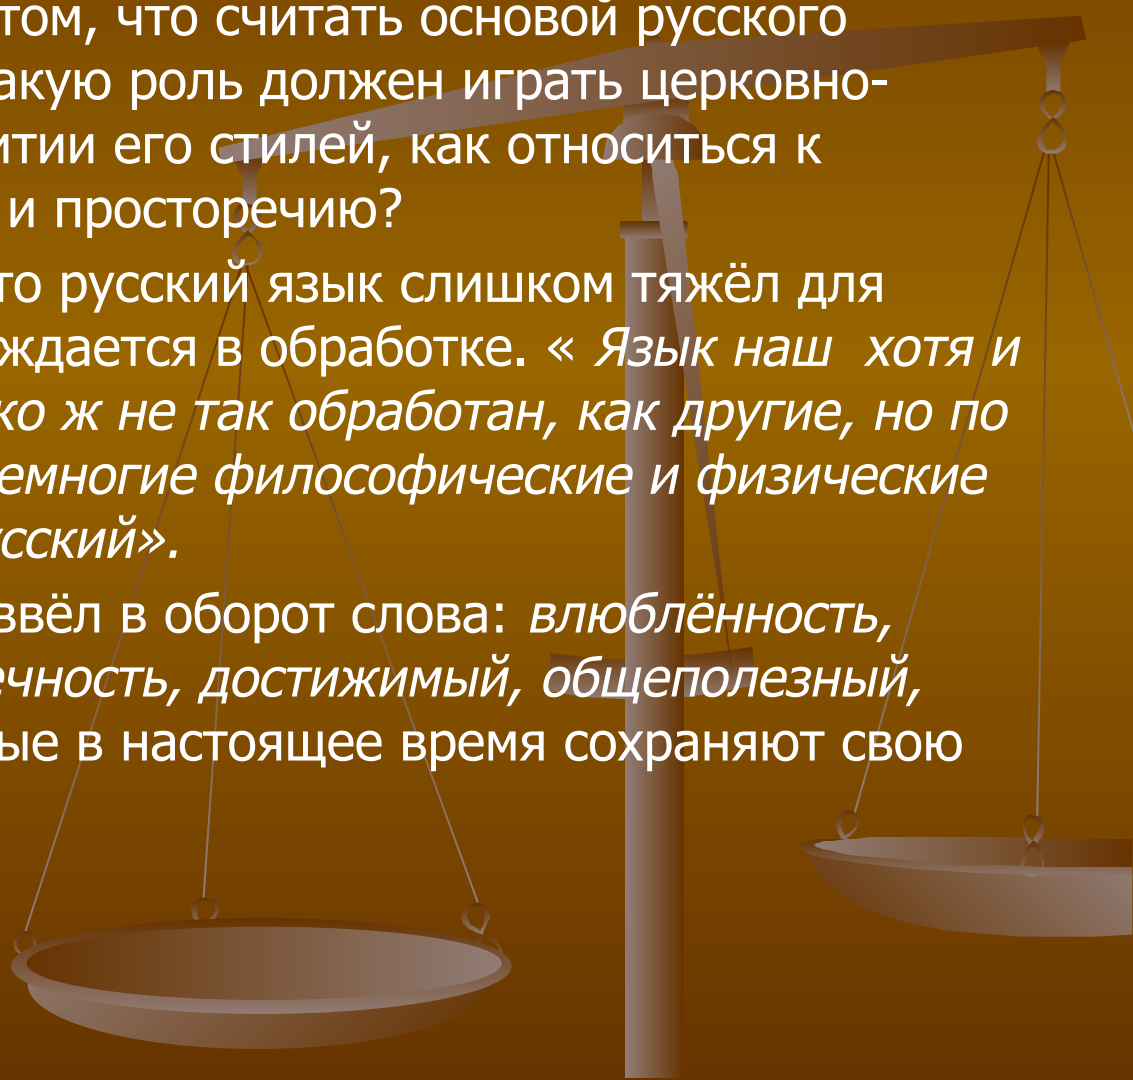 том, что считать основой русского
акую роль должен играть церковно-
итии его стилей, как относиться к
и просторечию?
то русский язык слишком тяжёл для
ждается в обработке. « Язык наш хотя и
ко ж не так обработан, как другие, но по
емногие философические и физические
сский».
ввёл в оборот слова: влюблённость,
ечность, достижимый, общеполезный,
ые в настоящее время сохраняют свою